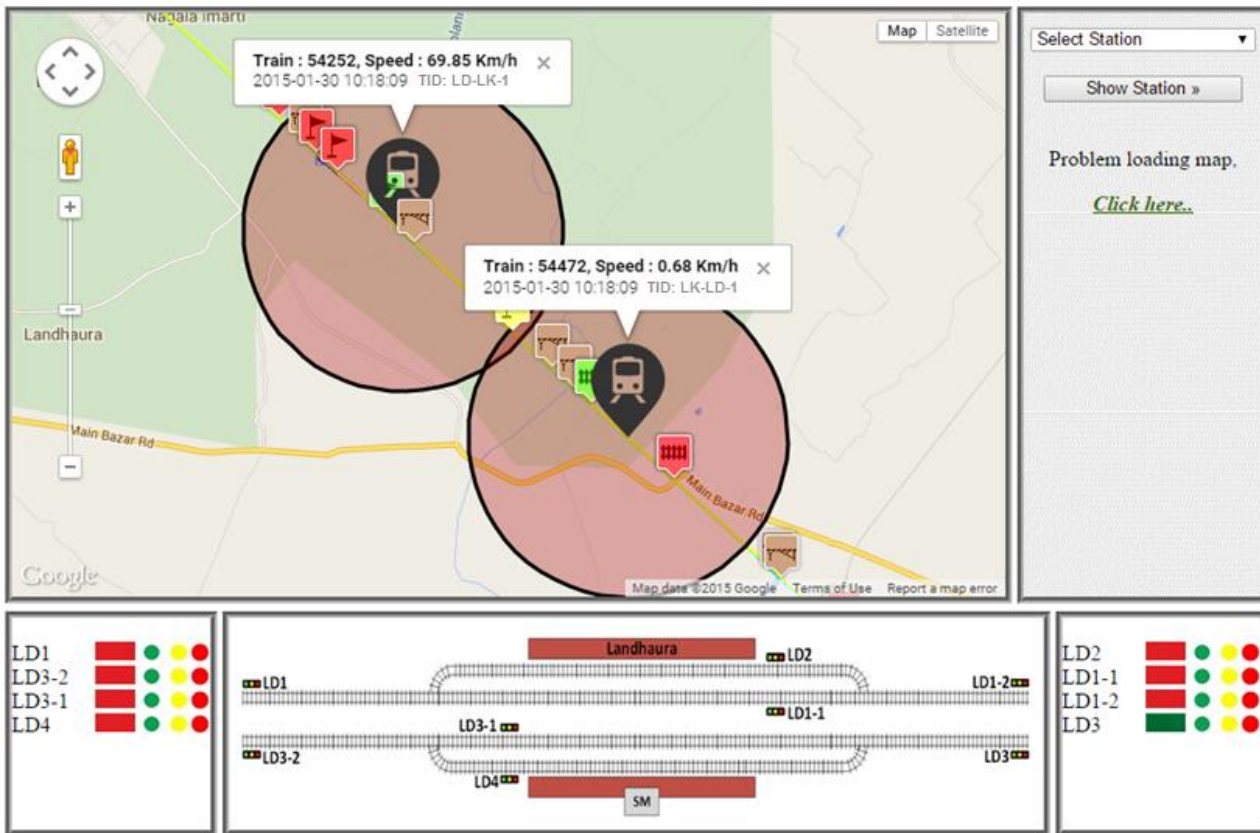 Nagala Imarti
Map Satellite
Train : 54252, Speed : 69.85 Km/h
2015-01-30 10:18:09 TID: LD-LK-1
Train : 54472, Speed : 0.68 Km/h
2015-01-30 10:18:09 TID: LK-LD-1
Landhaura
Main Bazar Rd
Main Bazar Rd
Google
Map data ©2015 Google Terms of Use Report a map error
Select Station
Show Station »
Problem loading map,
Click here..
LD1
LD3-2
LD3-1
LD4
Landhaura
LD2
LD1
LD1-2
LD1-1
LD3-1
LD3-2
LD3
LD4
SM
LD2
LD1-1
LD1-2
LD3